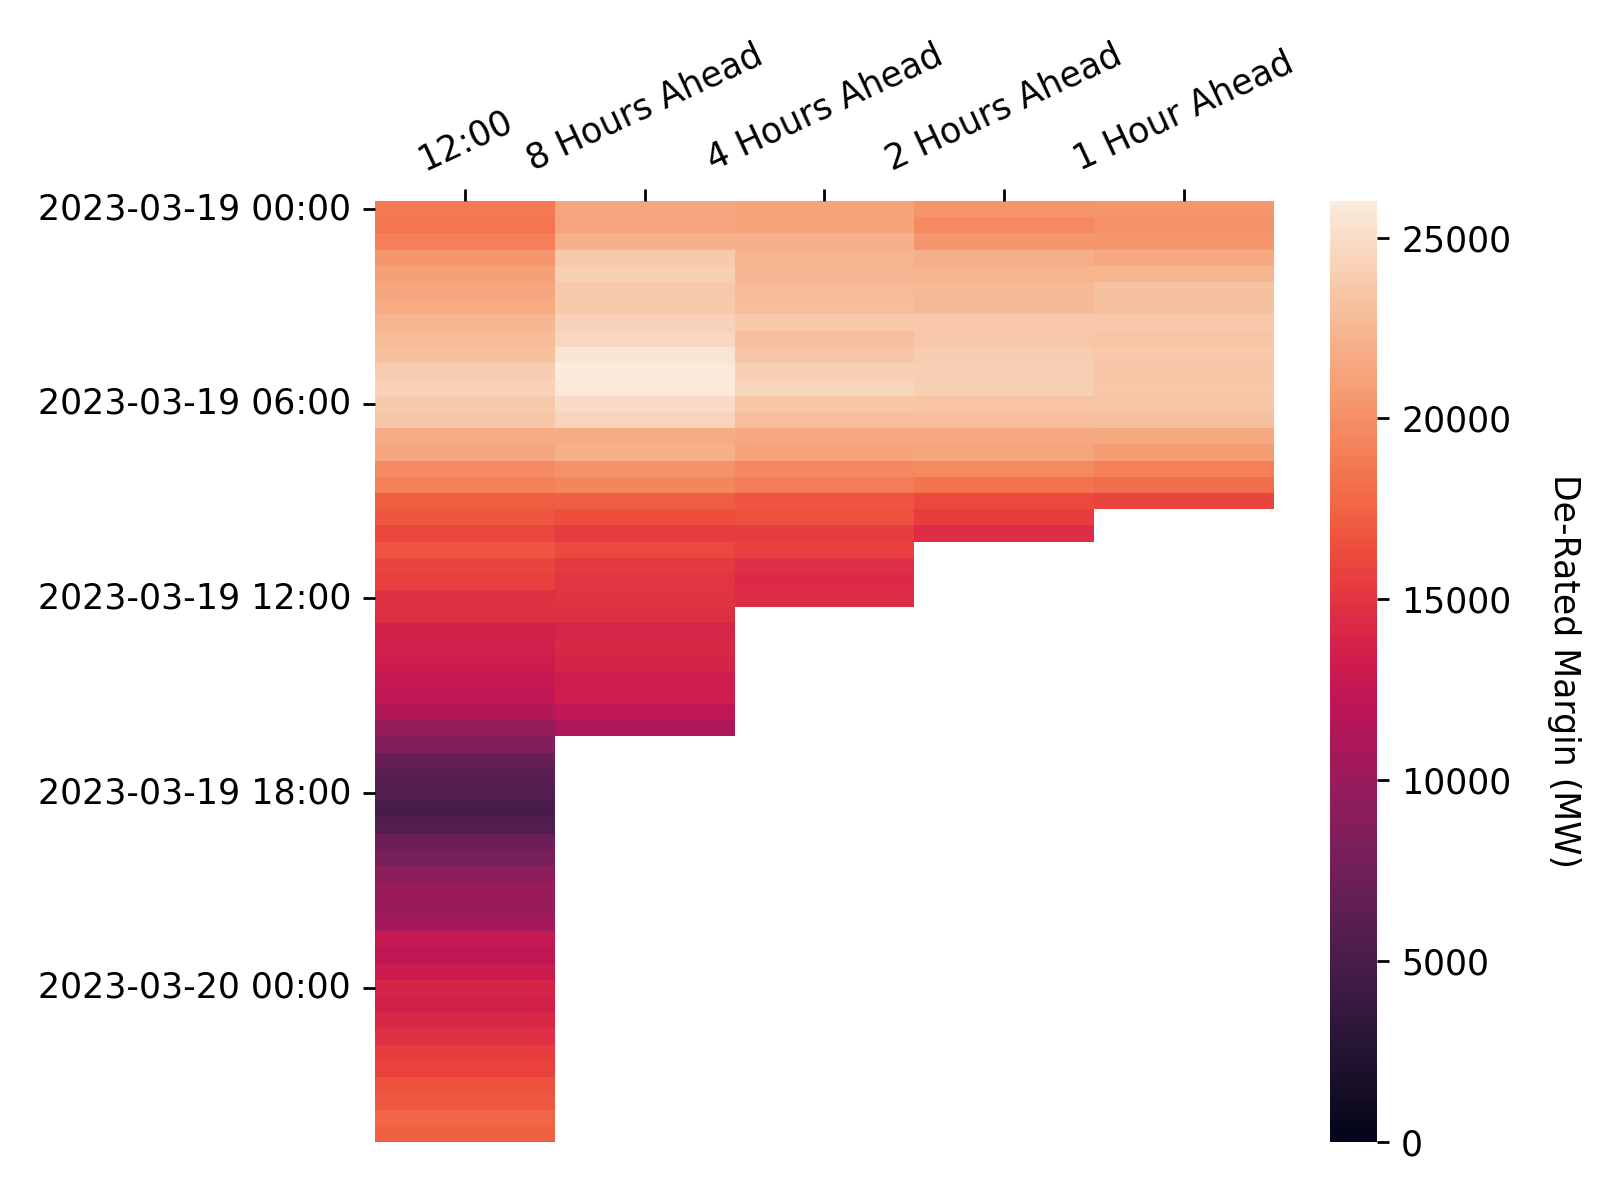 12:00
8 Hours Ahead
4 Hours Ahead
2 Hours Ahead
1 Hour Ahead
2023-03-19 00:00
2023-03-19 06:00
2023-03-19 12:00
2023-03-19 18:00
2023-03-20 00:00
25000
20000
15000
10000
5000
0
De-Rated Margin (MW)